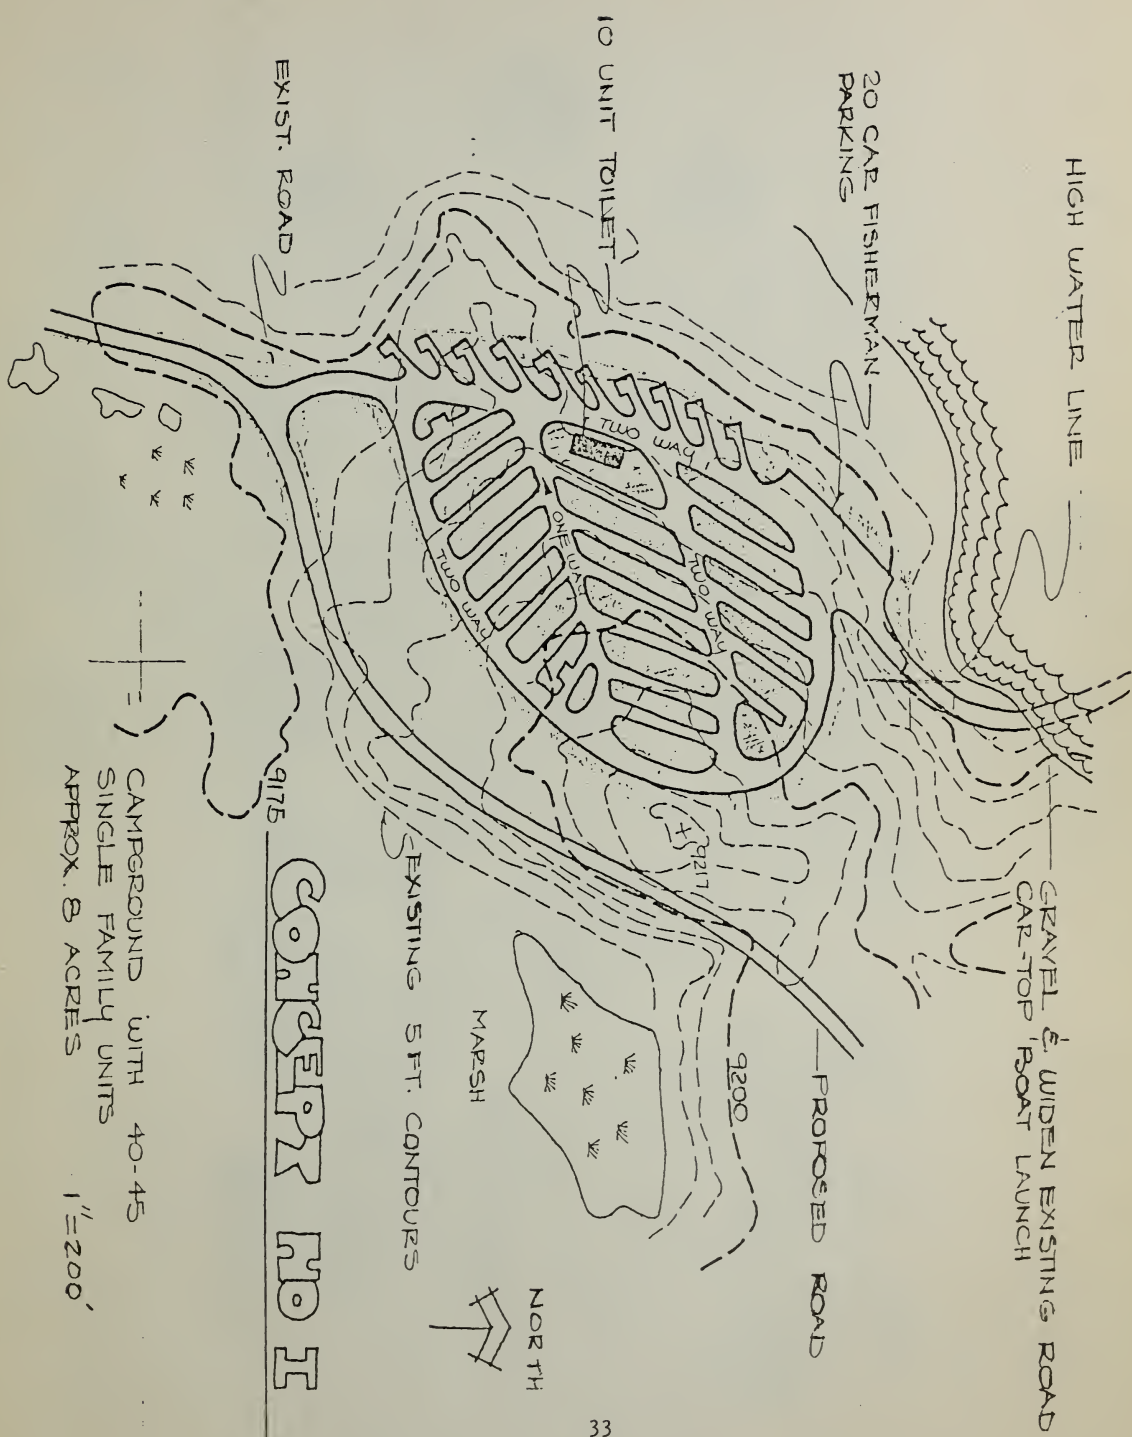 HIGH WATER LINE
20 CAR FISHERMAN
PARKING
10 UNIT TOILET
EXIST. ROAD
GRAVEL & WIDEN EXISTING ROAD
CAR-TOP BOAT LAUNCH
TWO WAY
ONE WAY
TWO WAY
TWO WAY
9217
PROPOSED ROAD
9200
MARSH
EXISTING 5 FT. CONTOURS
NORTH
9175
CONCEPT NO I
CAMPGROUND WITH 40-45
SINGLE FAMILY UNITS
APPROX. 8 ACRES
1"=200'
33